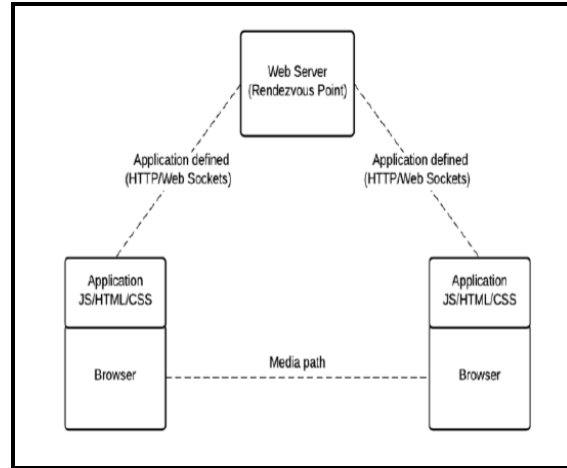 Web Server
(Rendezvous Point)
Application defined
(HTTP/Web Sockets)
Application defined
(HTTP/Web Sockets)
Application
JS/HTML/CSS
Application
JS/HTML/CSS
Browser
Media path
Browser